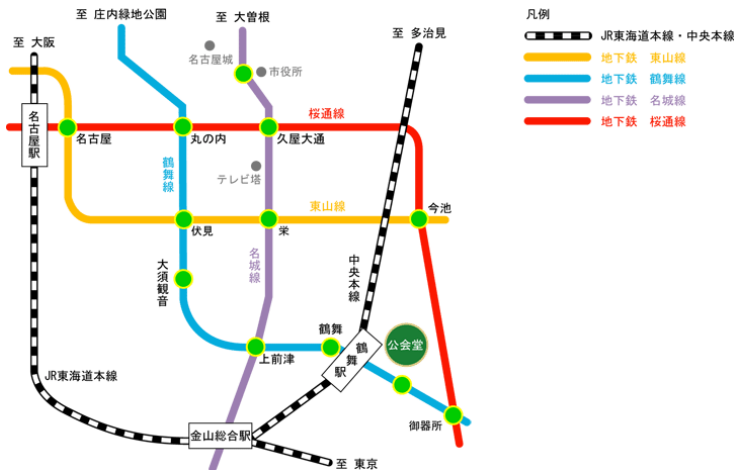 至 庄内緑地公園
至 大曽根
至 大阪
至 多治見
名古屋城
市役所
桜通線
名古屋駅
名古屋
丸の内
久屋大通
鶴舞線
テレビ塔
東山線
今池
伏見
栄
大須観音
名城線
中央本線
鶴舞
公会堂
鶴舞駅
上前津
JR東海道本線
御器所
金山総合駅
至 東京
凡例
JR東海道本線・中央本線
地下鉄 東山線
地下鉄 鶴舞線
地下鉄 名城線
地下鉄 桜通線